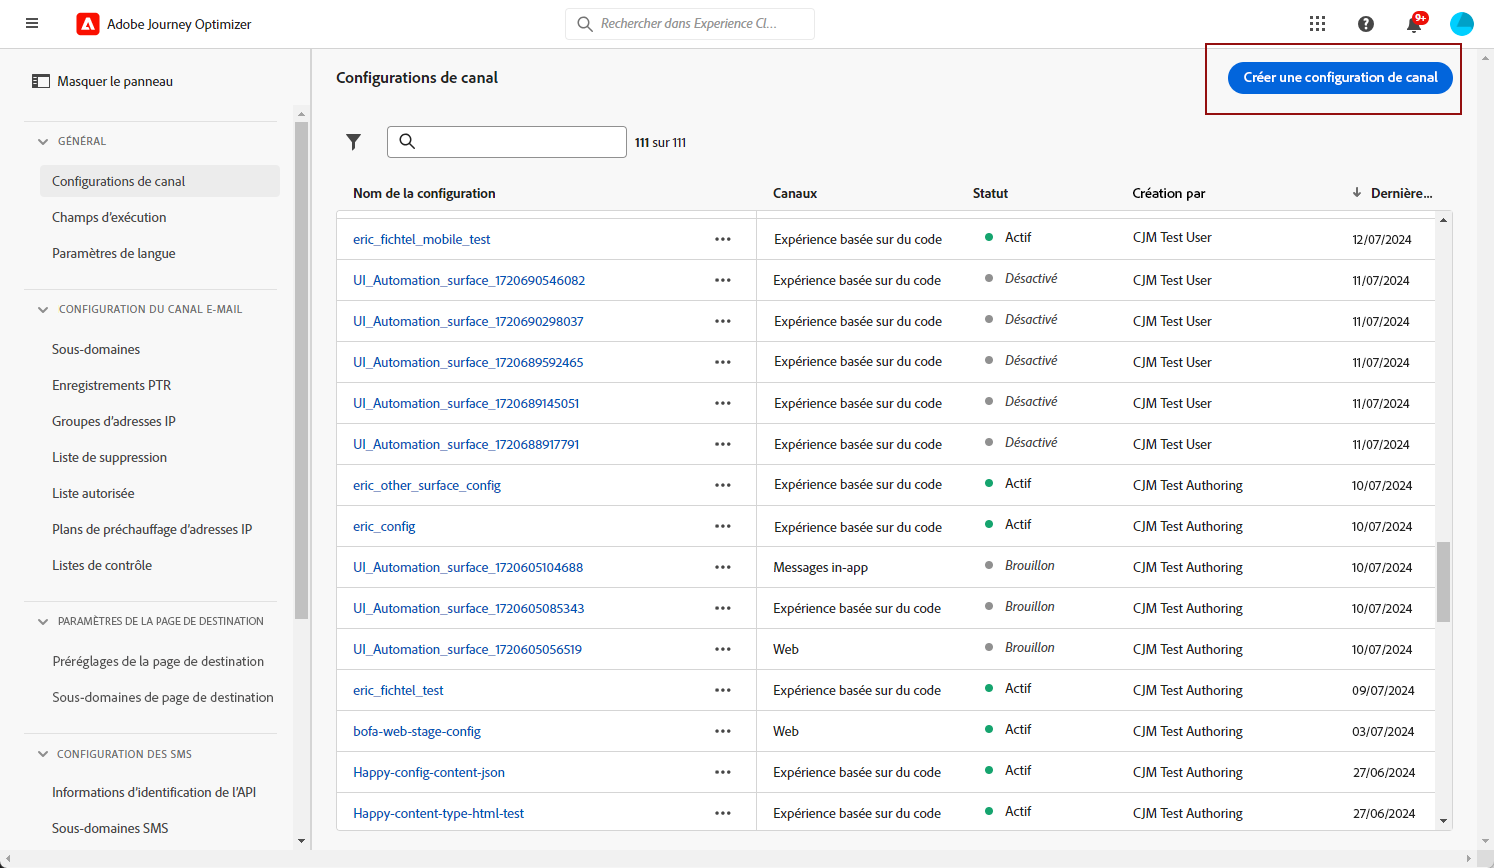 Adobe Journey Optimizer
Rechercher dans Experience Cl...
9+
Masquer le panneau
GÉNÉRAL
Configurations de canal
Champs d'exécution
Paramètres de langue
CONFIGURATION DU CANAL E-MAIL
Sous-domaines
Enregistrements PTR
Groupes d'adresses IP
Liste de suppression
Liste autorisée
Plans de préchauffage d'adresses IP
Listes de contrôle
PARAMÈTRES DE LA PAGE DE DESTINATION
Préréglages de la page de destination
Sous-domaines de page de destination
CONFIGURATION DES SMS
Informations d'identification de l'API
Sous-domaines SMS
Configurations de canal
Créer une configuration de canal
111 sur 111
Nom de la configuration Canaux Statut Création par Dernière...
eric_fichtel_mobile_test Expérience basée sur du code Actif CJM Test User 12/07/2024
UI_Automation_surface_1720690546082 Expérience basée sur du code Désactivé CJM Test User 11/07/2024
UI_Automation_surface_1720690298037 Expérience basée sur du code Désactivé CJM Test User 11/07/2024
UI_Automation_surface_1720689592465 Expérience basée sur du code Désactivé CJM Test User 11/07/2024
UI_Automation_surface_1720689145051 Expérience basée sur du code Désactivé CJM Test User 11/07/2024
UI_Automation_surface_1720688917791 Expérience basée sur du code Désactivé CJM Test User 11/07/2024
eric_other_surface_config Expérience basée sur du code Actif CJM Test Authoring 10/07/2024
eric_config Expérience basée sur du code Actif CJM Test Authoring 10/07/2024
UI_Automation_surface_1720605104688 Messages in-app Brouillon CJM Test Authoring 10/07/2024
UI_Automation_surface_1720605085343 Expérience basée sur du code Brouillon CJM Test Authoring 10/07/2024
UI_Automation_surface_1720605056519 Web Brouillon CJM Test Authoring 10/07/2024
eric_fichtel_test Expérience basée sur du code Actif CJM Test Authoring 09/07/2024
bofa-web-stage-config Web Actif CJM Test Authoring 03/07/2024
Happy-config-content-json Expérience basée sur du code Actif CJM Test Authoring 27/06/2024
Happy-content-type-html-test Expérience basée sur du code Actif CJM Test Authoring 27/06/2024